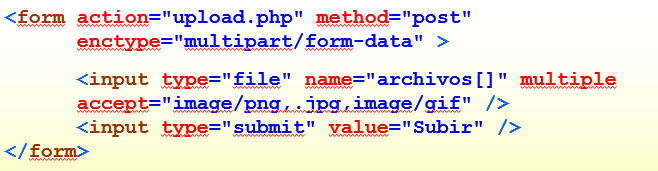 <form action="upload.php" method="post"
enctype="multipart/form-data" >
<input type="file" name="archivos[]" multiple
accept="image/png,.jpg,image/gif" />
<input type="submit" value="Subir" />
</form>